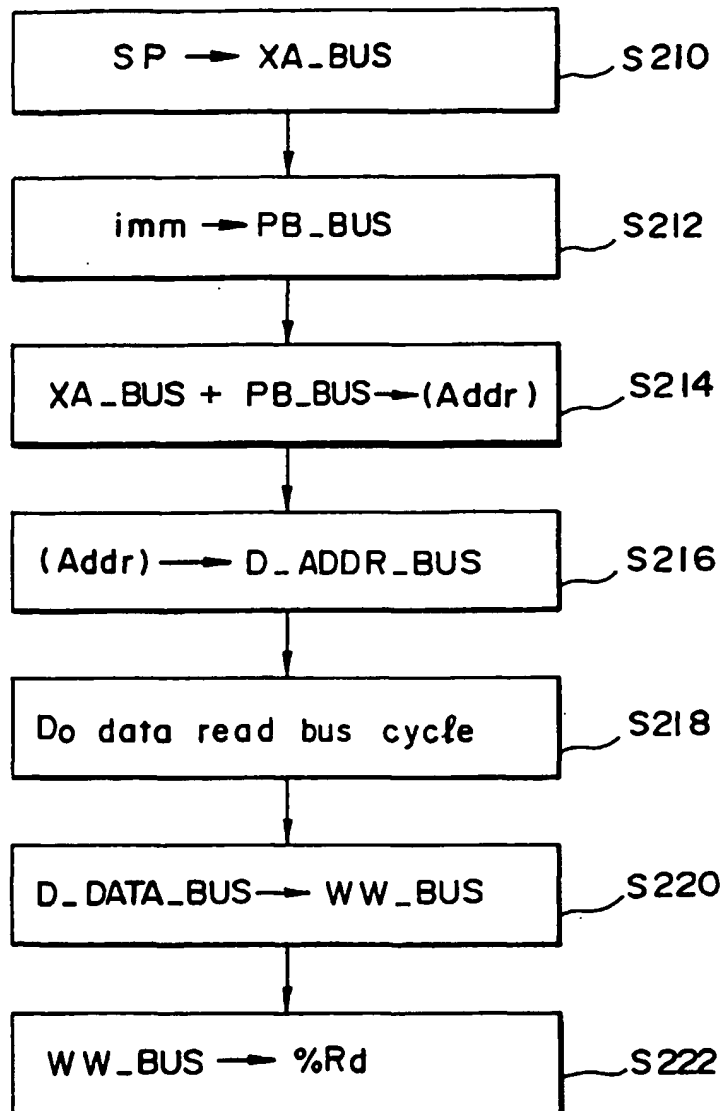 SP → XA_BUS S210
imm → PB_BUS S212
XA_BUS + PB_BUS → (Addr) S214
(Addr) → D_ADDR_BUS S216
Do data read bus cycle S218
D_DATA_BUS → WW_BUS S220
WW_BUS → %Rd S222